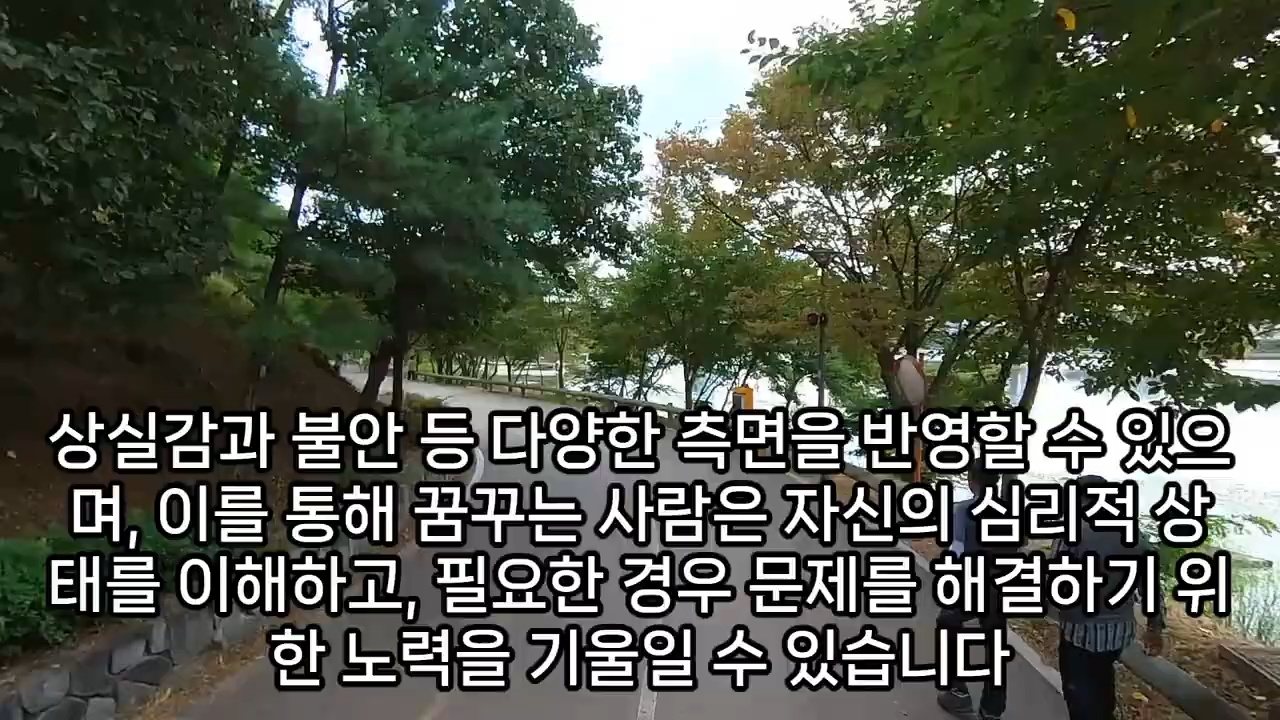 상실감과 불안 등 다양한 측면을 반영할 수 있으
며, 이를 통해 꿈꾸는 사람은 자신의 심리적 상
태를 이해하고, 필요한 경우 문제를 해결하기 위
한 노력을 기울일 수 있습니다